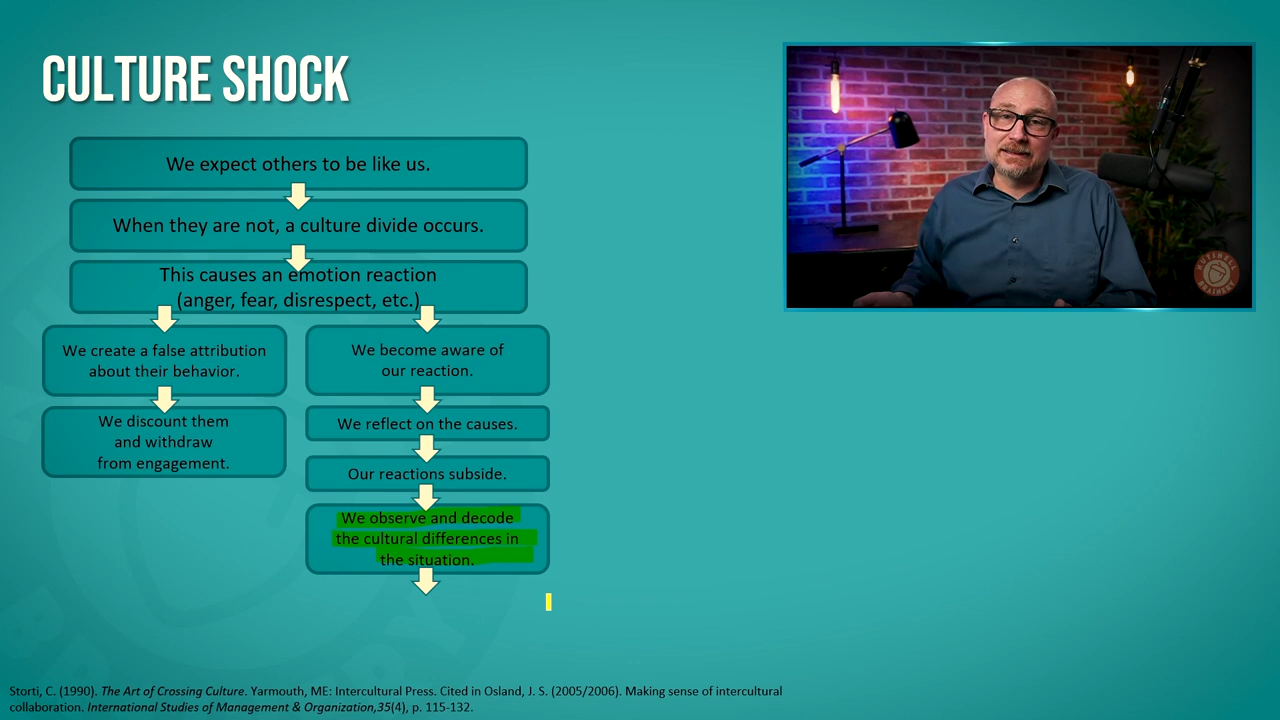 CULTURE SHOCK
We expect others to be like us.
When they are not, a culture divide occurs.
This causes an emotion reaction
(anger, fear, disrespect, etc.)
We create a false attribution
about their behavior.
We discount them
and withdraw
from engagement.
We become aware of
our reaction.
We reflect on the causes.
Our reactions subside.
We observe and decode
the cultural differences in
the situation.
NUTSHELL
BRAINERY
Storti, C. (1990). The Art of Crossing Culture. Yarmouth, ME: Intercultural Press. Cited in Osland, J. S. (2005/2006). Making sense of intercultural
collaboration. International Studies of Management & Organization,35(4), p. 115-132.